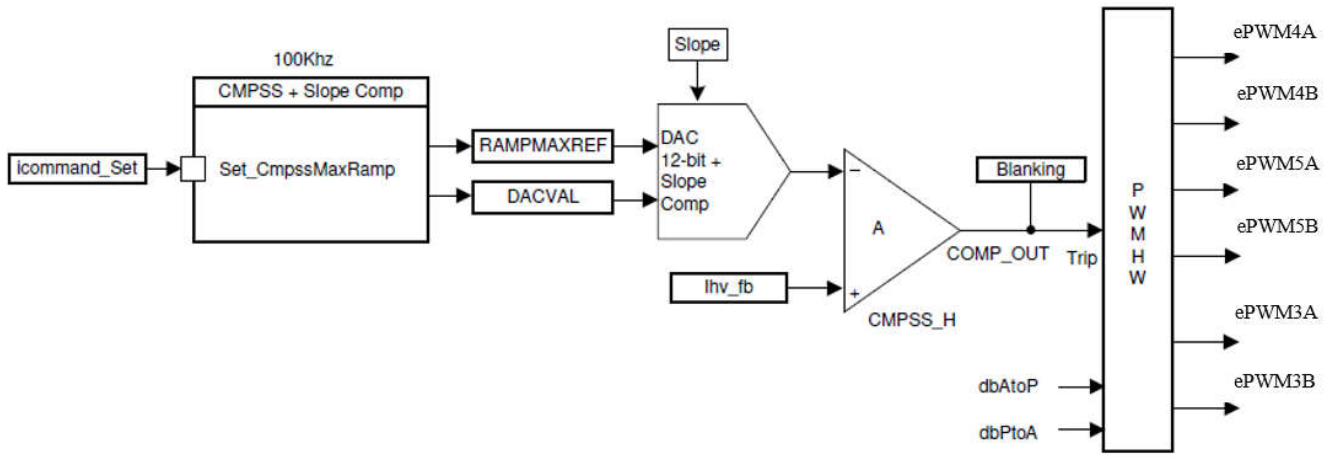 100Khz
CMPSS + Slope Comp
icommand_Set
Set_CmpssMaxRamp
RAMPMAXREF
DACVAL
Slope
DAC
12-bit +
Slope
Comp
Ihv_fb
−
A
+
CMPSS_H
Blanking
COMP_OUT
Trip
dbAtoP
dbPtoA
P
W
M
H
W
ePWM4A
ePWM4B
ePWM5A
ePWM5B
ePWM3A
ePWM3B